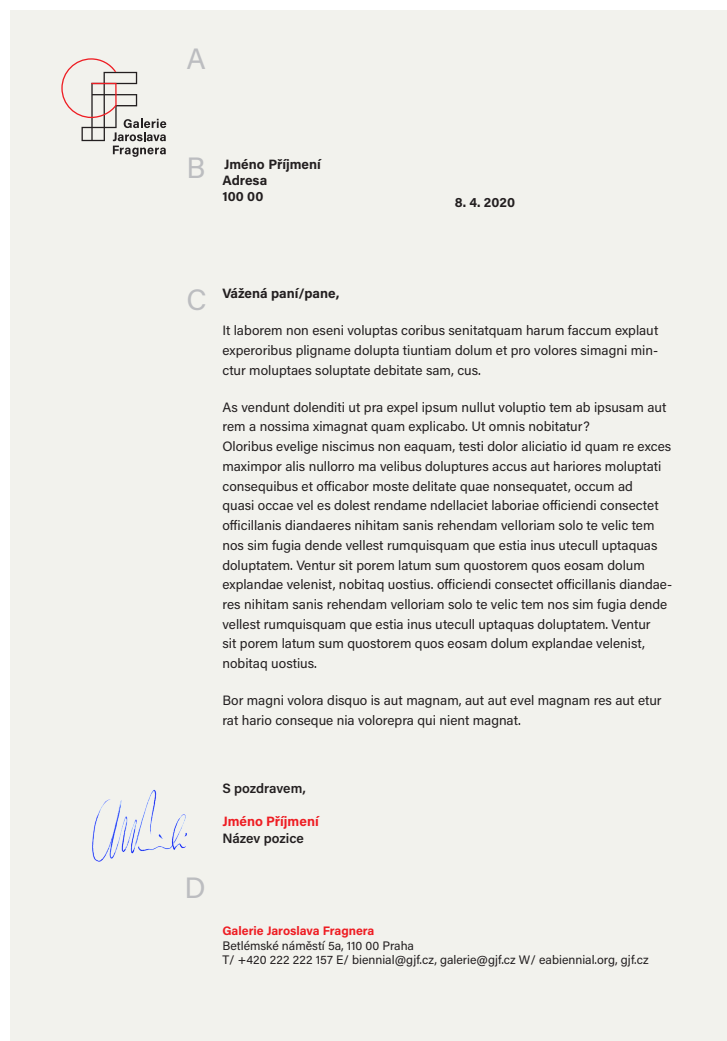 A
Galerie
Jaroslava
Fragnera
B
Jméno Příjmení
Adresa
100 00
8. 4. 2020
C
Vážená paní/pane,
It laborem non eseni voluptas coribus senitatquam harum faccum explaut
experoribus pligname dolupta tiuntiam dolum et pro volores simagni min-
ctur moluptaes soluptate debitate sam, cus.
As vendunt dolenditi ut pra expel ipsum nullut voluptio tem ab ipsusam aut
rem a nossima ximagnat quam explicabo. Ut omnis nobitatur?
Oloribus evelige niscimus non eaquam, testi dolor aliciatio id quam re exces
maximpor alis nullorro ma velibus doluptures accus aut hariores moluptati
consequibus et officabor moste delitate quae nonsequatet, occum ad
quasi occae vel es dolest rendame ndellaciet laboriae officiendi consectet
officillanis diandaeres nihitam sanis rehendam velloriam solo te velic tem
nos sim fugia dende vellest rumquisquam que estia inus utecull uptaquas
doluptatem. Ventur sit porem latum sum quostorem quos eosam dolum
explandae velenist, nobitaq uostius. officiendi consectet officillanis diandae-
res nihitam sanis rehendam velloriam solo te velic tem nos sim fugia dende
vellest rumquisquam que estia inus utecull uptaquas doluptatem. Ventur
sit porem latum sum quostorem quos eosam dolum explandae velenist,
nobitaq uostius.
Bor magni volora disquo is aut magnam, aut aut evel magnam res aut etur
rat hario conseque nia volorepra qui nient magnat.
S pozdravem,
Jméno Příjmení
Název pozice
D
Galerie Jaroslava Fragnera
Betlémské náměstí 5a, 110 00 Praha
T/ +420 222 222 157 E/ biennial@gjf.cz, galerie@gjf.cz W/ eabiennial.org, gjf.cz